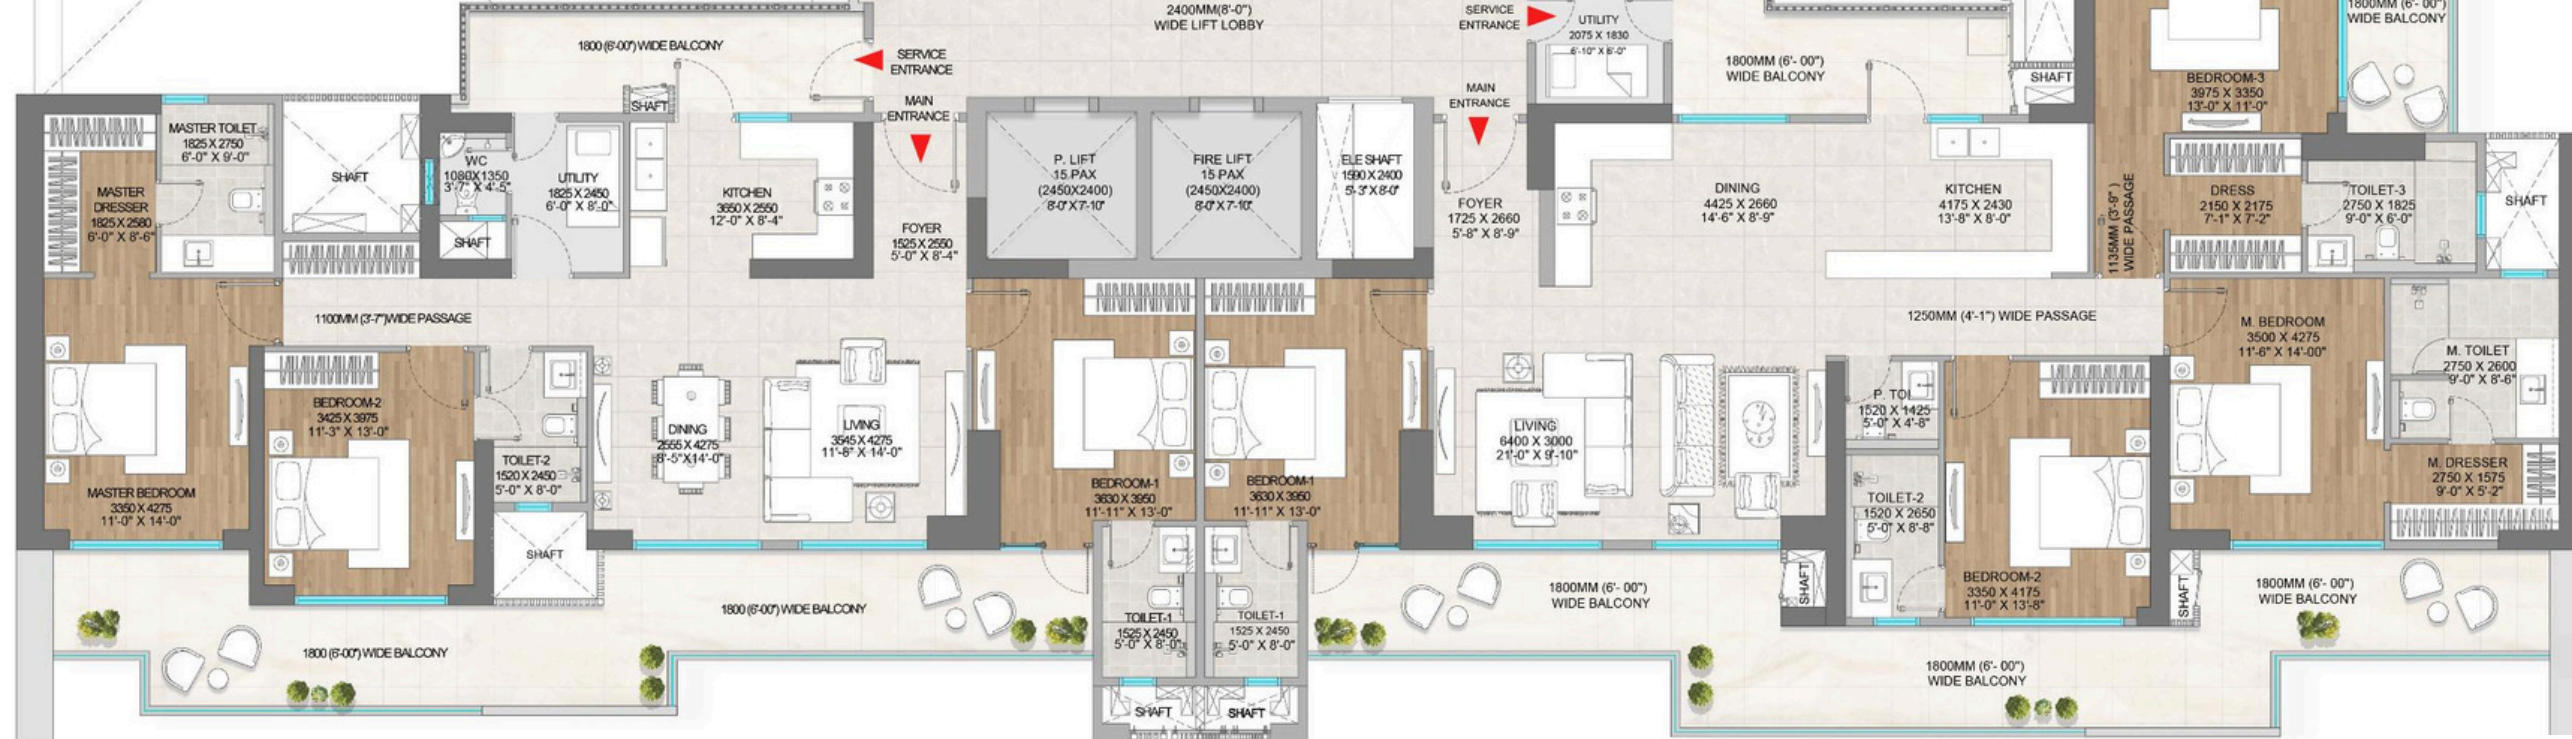 2400MM(8'-0")
WIDE LIFT LOBBY
SERVICE
ENTRANCE
UTILITY
2075 X 1830
6'-10" X 6'-0"
1800MM (6'- 00")
WIDE BALCONY
1800 (6'-00") WIDE BALCONY
SERVICE
ENTRANCE
1800MM (6'- 00")
WIDE BALCONY
SHAFT
BEDROOM-3
3975 X 3350
13'-0" X 11'-0"
SHAFT
MAIN
ENTRANCE
MAIN
ENTRANCE
MASTER TOILET
1825 X 2750
6'-0" X 9'-0"
MASTER
DRESSER
1825 X 2580
6'-0" X 8'-6"
SHAFT
WC
1080X1350
3'-7" X 4'-5"
SHAFT
UTILITY
1825 X 2450
6'-0" X 8'-0"
KITCHEN
3650 X 2550
12'-0" X 8'-4"
FOYER
1525 X 2550
5'-0" X 8'-4"
P. LIFT
15 PAX
(2450X2400)
8'-0" X 7'-10"
FIRE LIFT
15 PAX
(2450X2400)
8'-0" X 7'-10"
ELE SHAFT
1590 X 2400
5'-3" X 8'-0"
FOYER
1725 X 2660
5'-8" X 8'-9"
DINING
4425 X 2660
14'-6" X 8'-9"
KITCHEN
4175 X 2430
13'-8" X 8'-0"
1135MM (3'-9" )
WIDE PASSAGE
DRESS
2150 X 2175
7'-1" X 7'-2"
TOILET-3
2750 X 1825
9'-0" X 6'-0"
SHAFT
1100MM (3'-7")WIDE PASSAGE
1250MM (4'-1") WIDE PASSAGE
M. BEDROOM
3500 X 4275
11'-6" X 14'-00"
M. TOILET
2750 X 2600
9'-0" X 8'-6"
BEDROOM-2
3425 X 3975
11'-3" X 13'-0"
DINING
2555 X 4275
8'-5"X14'-0"
LIVING
3545 X 4275
11'-8" X 14'-0"
LIVING
6400 X 3000
21'-0" X 9'-10"
P. TOI
1520 X 1425
5'-0" X 4'-8"
MASTER BEDROOM
3350 X 4275
11'-0" X 14'-0"
TOILET-2
1520 X 2450
5'-0" X 8'-0"
BEDROOM-1
3630 X 3950
11'-11" X 13'-0"
BEDROOM-1
3630 X 3950
11'-11" X 13'-0"
TOILET-2
1520 X 2650
5'-0" X 8'-8"
M. DRESSER
2750 X 1575
9'-0" X 5'-2"
SHAFT
SHAFT
BEDROOM-2
3350 X 4175
11'-0" X 13'-8"
SHAFT
1800MM (6'- 00")
WIDE BALCONY
1800MM (6'- 00")
WIDE BALCONY
1800 (6'-00") WIDE BALCONY
1800 (6'-00") WIDE BALCONY
TOILET-1
1525 X 2450
5'-0" X 8'-0"
TOILET-1
1525 X 2450
5'-0" X 8'-0"
1800MM (6'- 00")
WIDE BALCONY
SHAFT
SHAFT